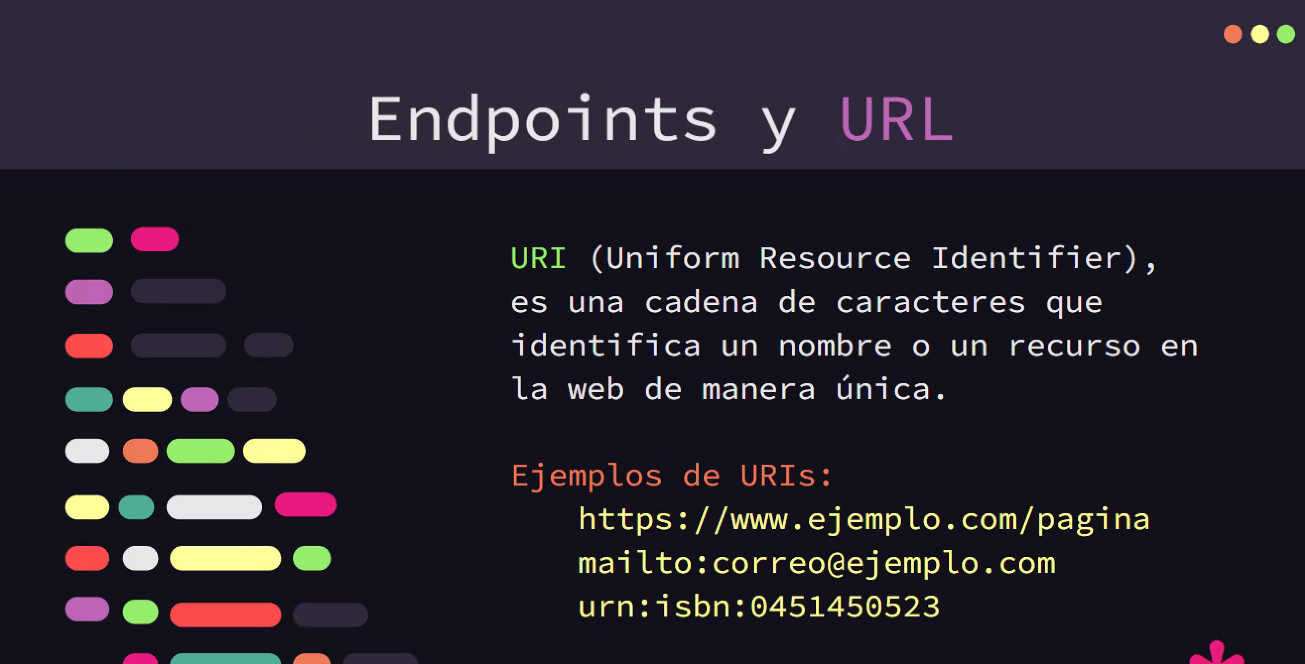 Endpoints y URL
URI (Uniform Resource Identifier),
es una cadena de caracteres que
identifica un nombre o un recurso en
la web de manera única.
Ejemplos de URIs:
https://www.ejemplo.com/pagina
mailto:correo@ejemplo.com
urn:isbn:0451450523